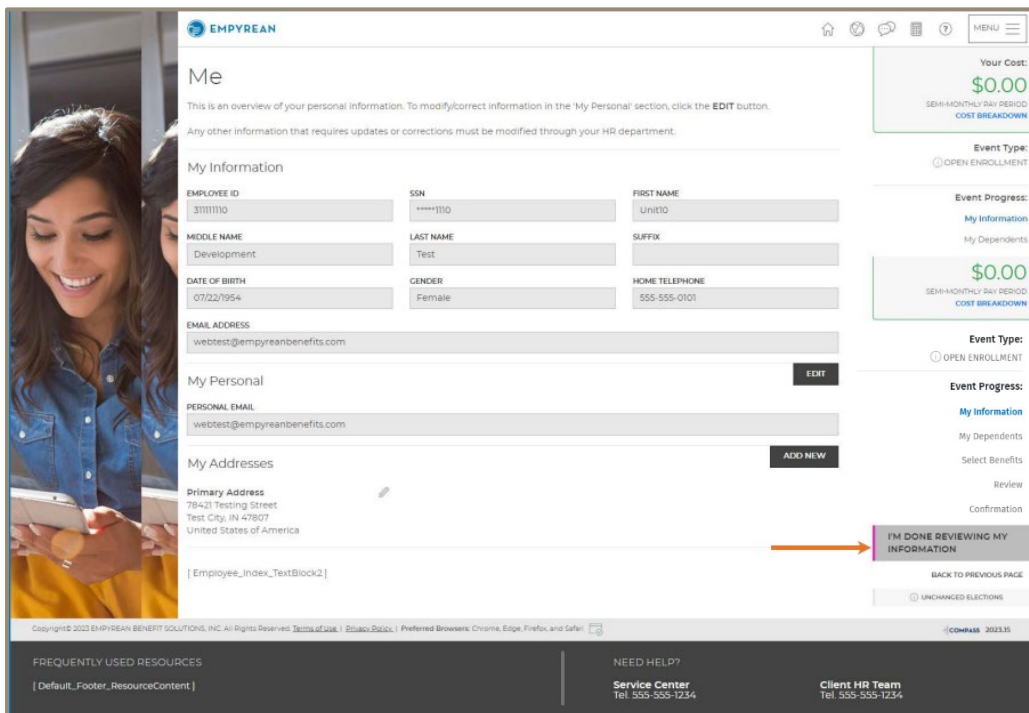 EMPYREAN
MENU
Me
This is an overview of your personal information. To modify/correct information in the 'My Personal' section, click the EDIT button.
Any other information that requires updates or corrections must be modified through your HR department.
My Information
EMPLOYEE ID SSN FIRST NAME
311111110 *****1110 Unit10
MIDDLE NAME LAST NAME SUFFIX
Development Test
DATE OF BIRTH GENDER HOME TELEPHONE
07/22/1954 Female 555-555-0101
EMAIL ADDRESS
webtest@empyreanbenefits.com
My Personal
EDIT
PERSONAL EMAIL
webtest@empyreanbenefits.com
My Addresses
ADD NEW
Primary Address
78421 Testing Street
Test City, IN 47807
United States of America
[ Employee_Index_TextBlock2 ]
Your Cost:
$0.00
SEMI-MONTHLY PAY PERIOD
COST BREAKDOWN
Event Type:
OPEN ENROLLMENT
Event Progress:
My Information
My Dependents
$0.00
SEMI-MONTHLY PAY PERIOD
COST BREAKDOWN
Event Type:
OPEN ENROLLMENT
Event Progress:
My Information
My Dependents
Select Benefits
Review
Confirmation
I'M DONE REVIEWING MY
INFORMATION
BACK TO PREVIOUS PAGE
UNCHANGED ELECTIONS
Copyright© 2023 EMPYREAN BENEFIT SOLUTIONS, INC. All Rights Reserved. Terms of Use | Privacy Policy | Preferred Browsers: Chrome, Edge, Firefox, and Safari.
COMPASS 2023.15
FREQUENTLY USED RESOURCES
[ Default_Footer_ResourceContent ]
NEED HELP?
Service Center Client HR Team
Tel. 555-555-1234 Tel. 555-555-1234